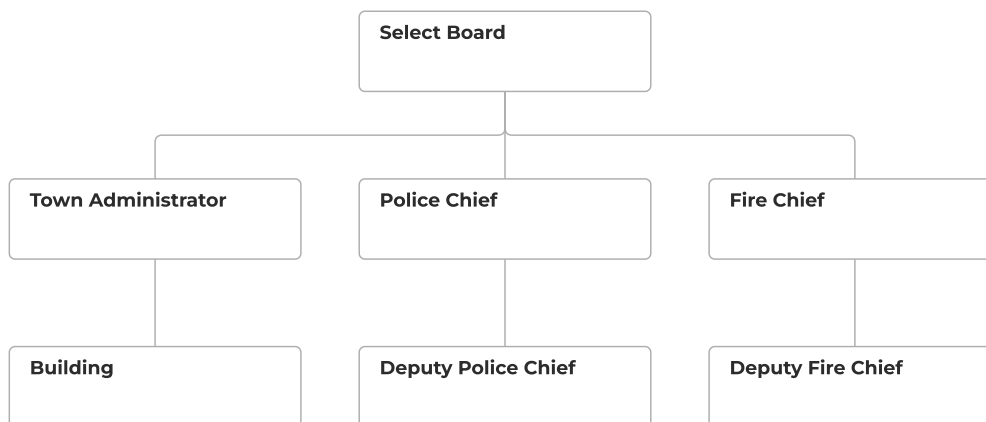 Select Board
Town Administrator
Police Chief
Fire Chief
Building
Deputy Police Chief
Deputy Fire Chief